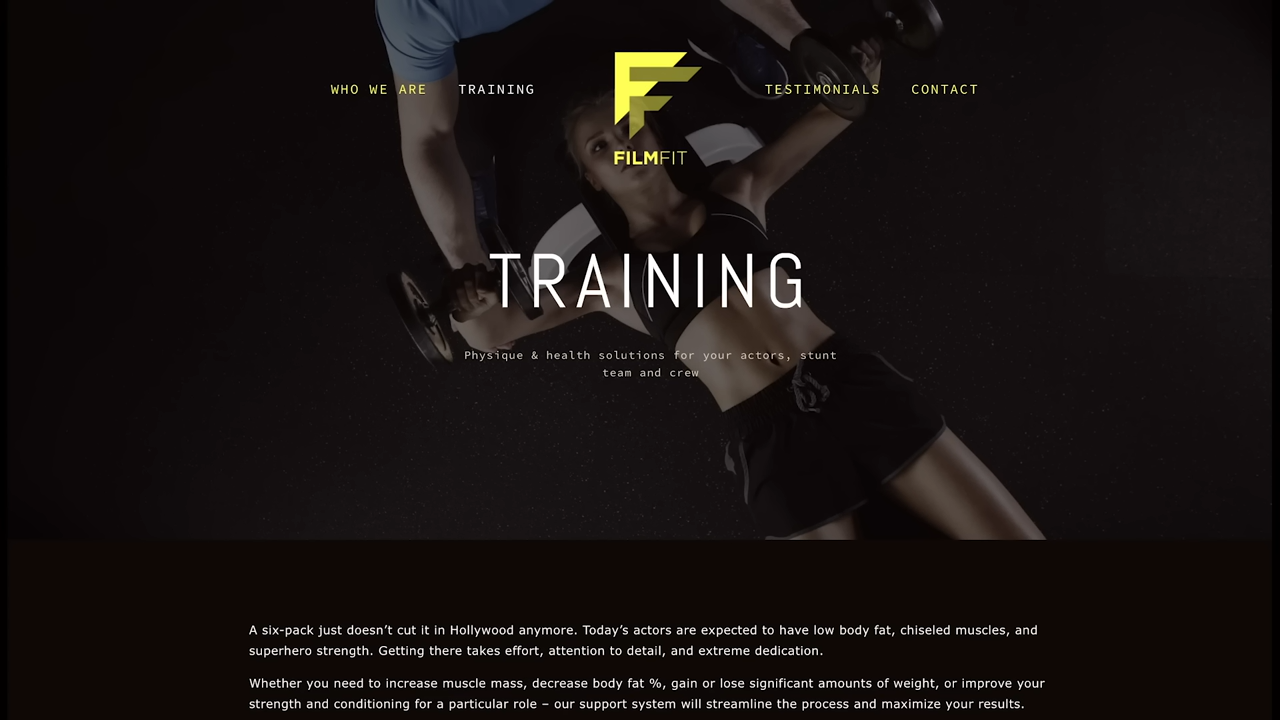 WHO WE ARE
TRAINING
FILMFIT
TESTIMONIALS
CONTACT
TRAINING
Physique & health solutions for your actors, stunt
team and crew
A six-pack just doesn’t cut it in Hollywood anymore. Today’s actors are expected to have low body fat, chiseled muscles, and
superhero strength. Getting there takes effort, attention to detail, and extreme dedication.
Whether you need to increase muscle mass, decrease body fat %, gain or lose significant amounts of weight, or improve your
strength and conditioning for a particular role – our support system will streamline the process and maximize your results.